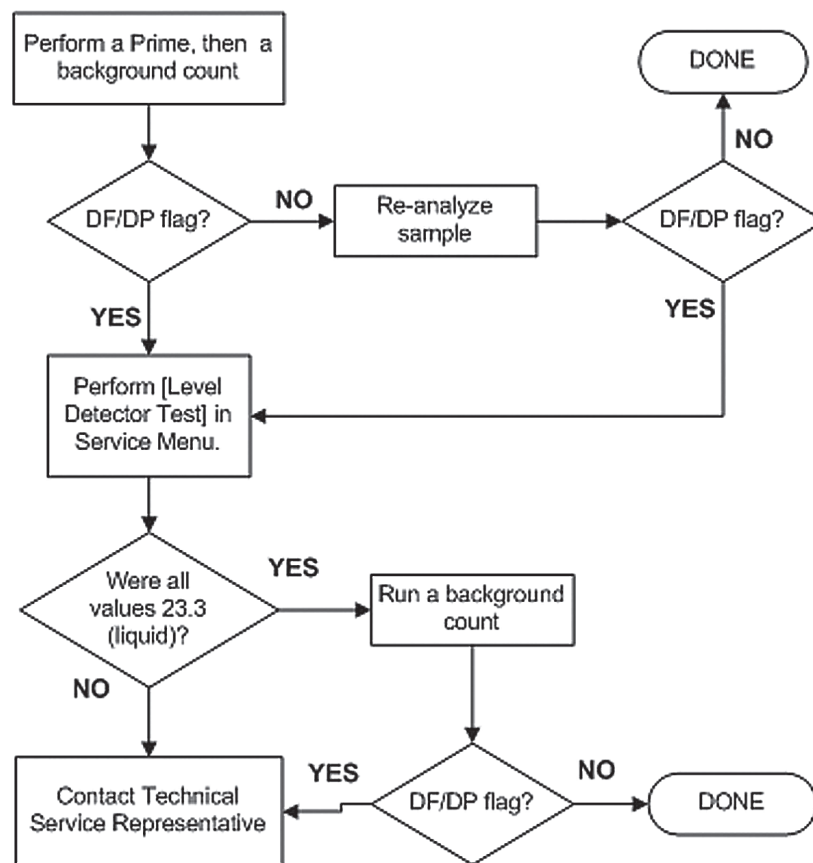 Perform a Prime, then a
background count
DONE
NO
DF/DP flag?
NO
Re-analyze
sample
DF/DP flag?
YES
YES
Perform [Level
Detector Test] in
Service Menu.
Were all
values 23.3
(liquid)?
YES
Run a background
count
NO
Contact Technical
Service Representative
YES
DF/DP flag?
NO
DONE